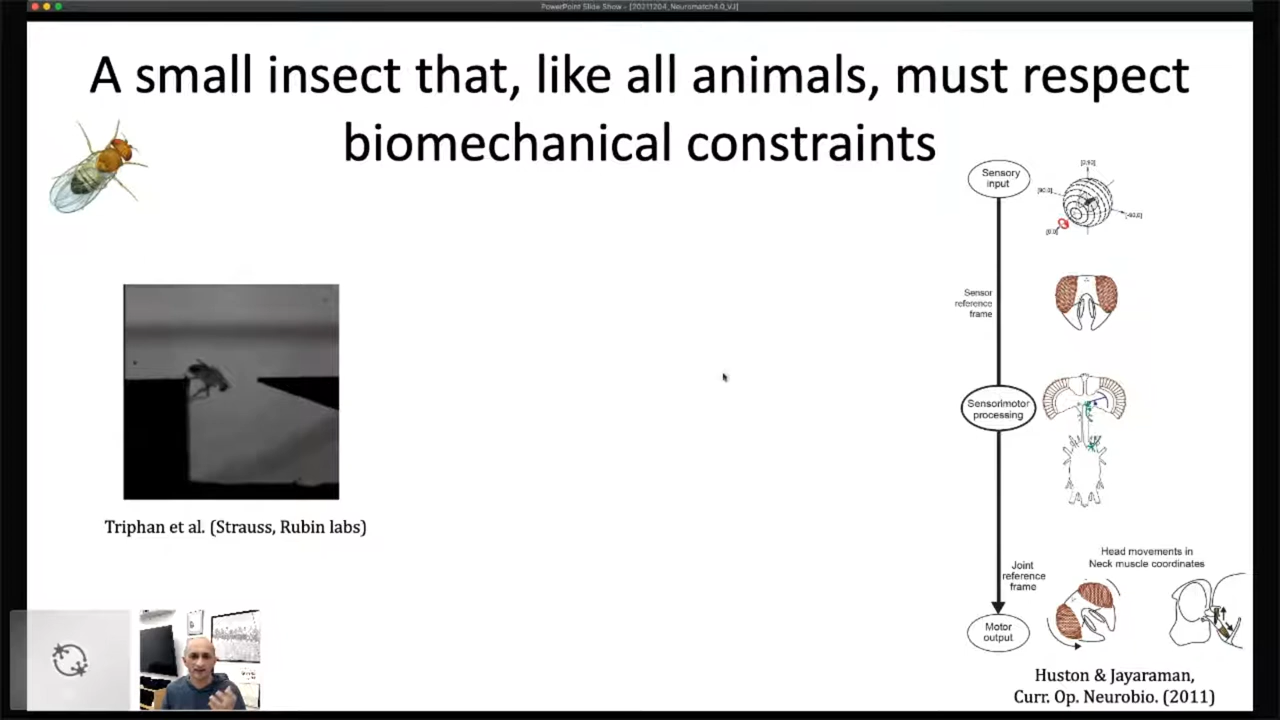 PowerPoint Slide Show - [20211204_Neuromatch4.0_VJ]
A small insect that, like all animals, must respect
biomechanical constraints
Sensory
input
Sensor
reference
frame
Sensorimotor
processing
Joint
reference
frame
Motor
output
Head movements in
Neck muscle coordinates
Triphan et al. (Strauss, Rubin labs)
Huston & Jayaraman,
Curr. Op. Neurobio. (2011)